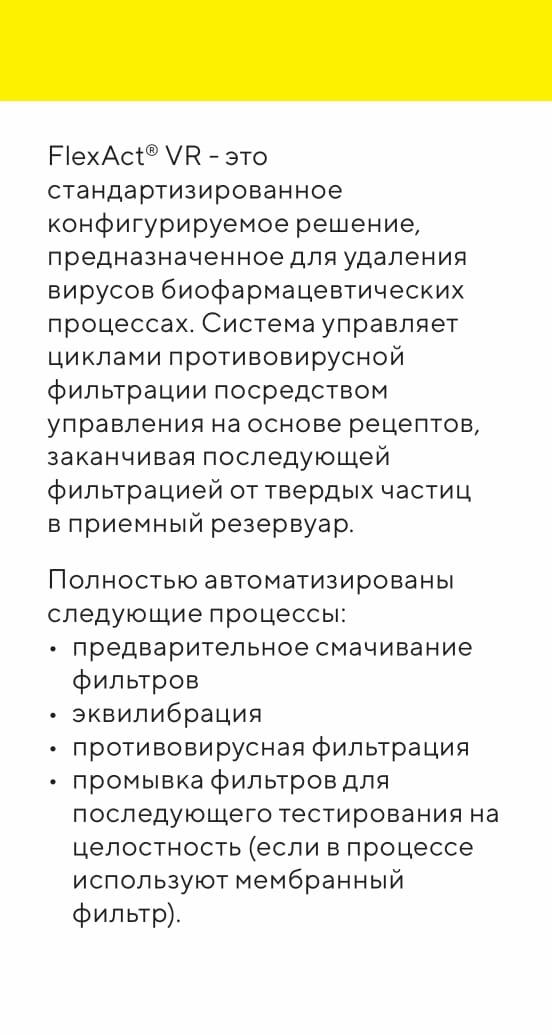 FlexAct® VR - это
стандартизированное
конфигурируемое решение,
предназначенное для удаления
вирусов биофармацевтических
процессах. Система управляет
циклами противовирусной
фильтрации посредством
управления на основе рецептов,
заканчивая последующей
фильтрацией от твердых частиц
в приемный резервуар.
Полностью автоматизированы
следующие процессы:
• предварительное смачивание
фильтров
• эквилибрация
• противовирусная фильтрация
• промывка фильтров для
последующего тестирования на
целостность (если в процессе
используют мембранный
фильтр).